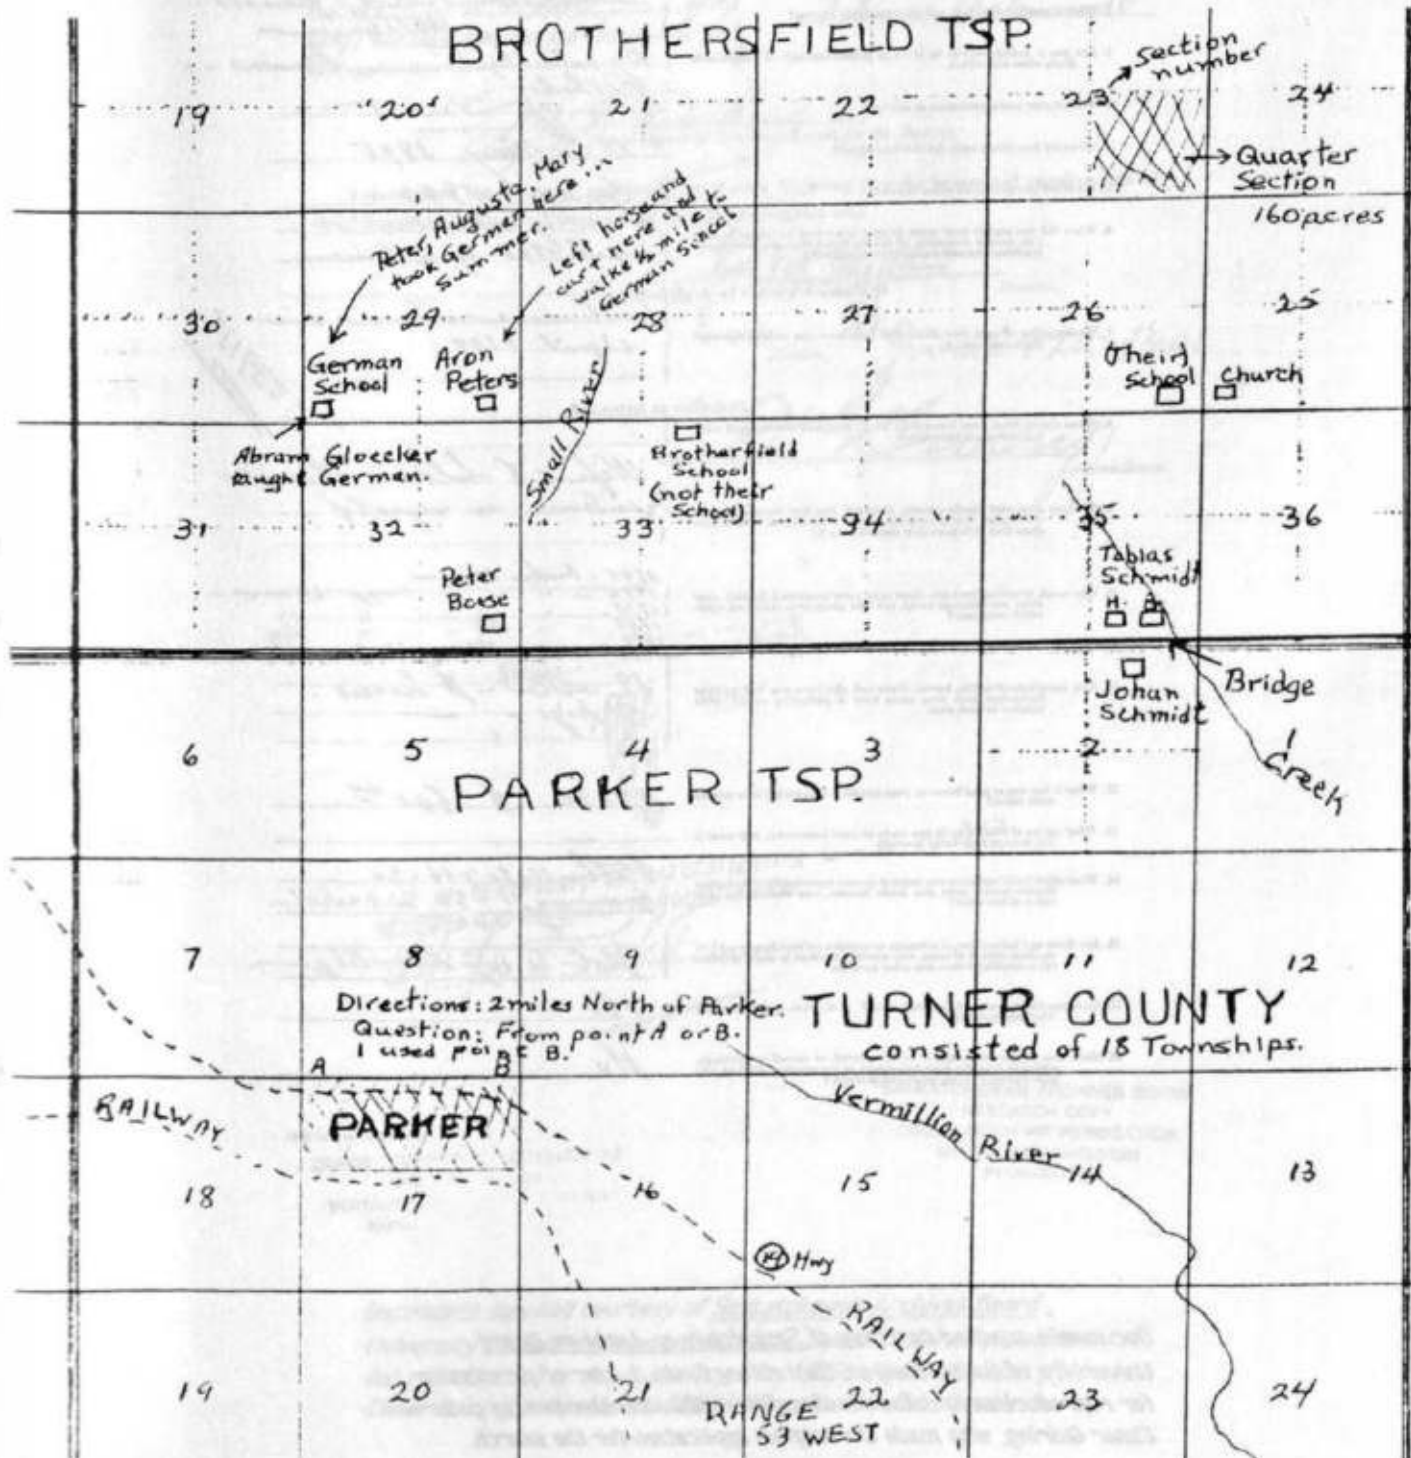 BROTHERSFIELD TSP.
Section
number
19
20
21
22
23
24
Quarter
Section
160 acres
Peter, Augusta, Mary
took German here
Summer.
Left horse and
cart here and
walked 1/2 mile to
German School
30
29
28
27
26
25
German
School
Aron
Peters
Small River
(Their)
School
Church
Abram Gloecker
taught German.
Brotherfield
School
(not their
School)
31
32
33
34
35
36
Peter
Boese
Tobias
Schmidt
H.
B.
Johan
Schmidt
Bridge
Creek
6
5
4
3
2
1
PARKER TSP.
7
8
9
10
11
12
Directions: 2 miles North of Parker.
Question: From point A or B.
I used point B.
TURNER COUNTY
consisted of 18 Townships.
A
B
RAILWAY
PARKER
Vermillion River
18
17
16
15
14
13
Hwy
RAILWAY
19
20
21
22
23
24
RANGE
53 WEST